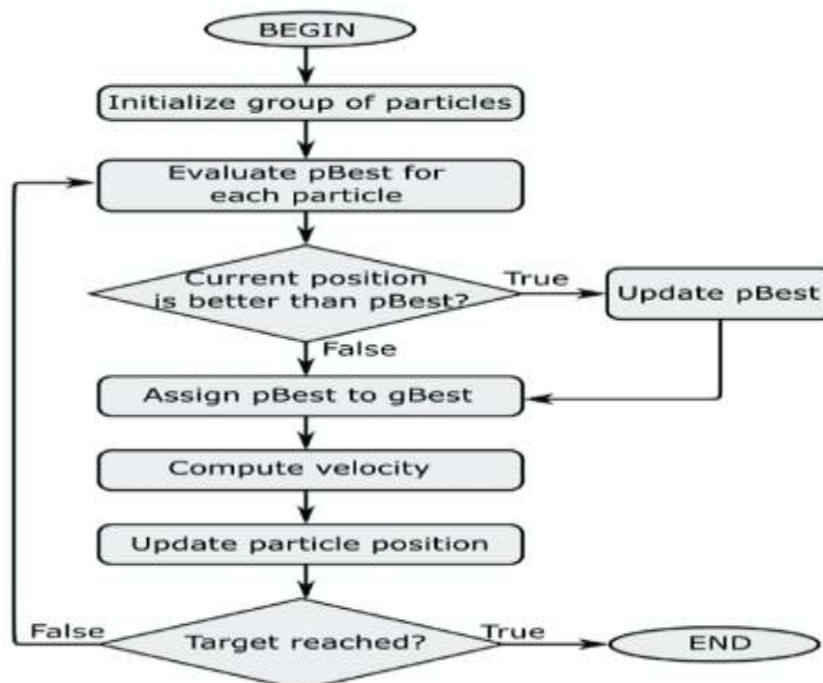 BEGIN
Initialize group of particles
Evaluate pBest for
each particle
Current position
is better than pBest?
True
Update pBest
False
Assign pBest to gBest
Compute velocity
Update particle position
False
Target reached?
True
END